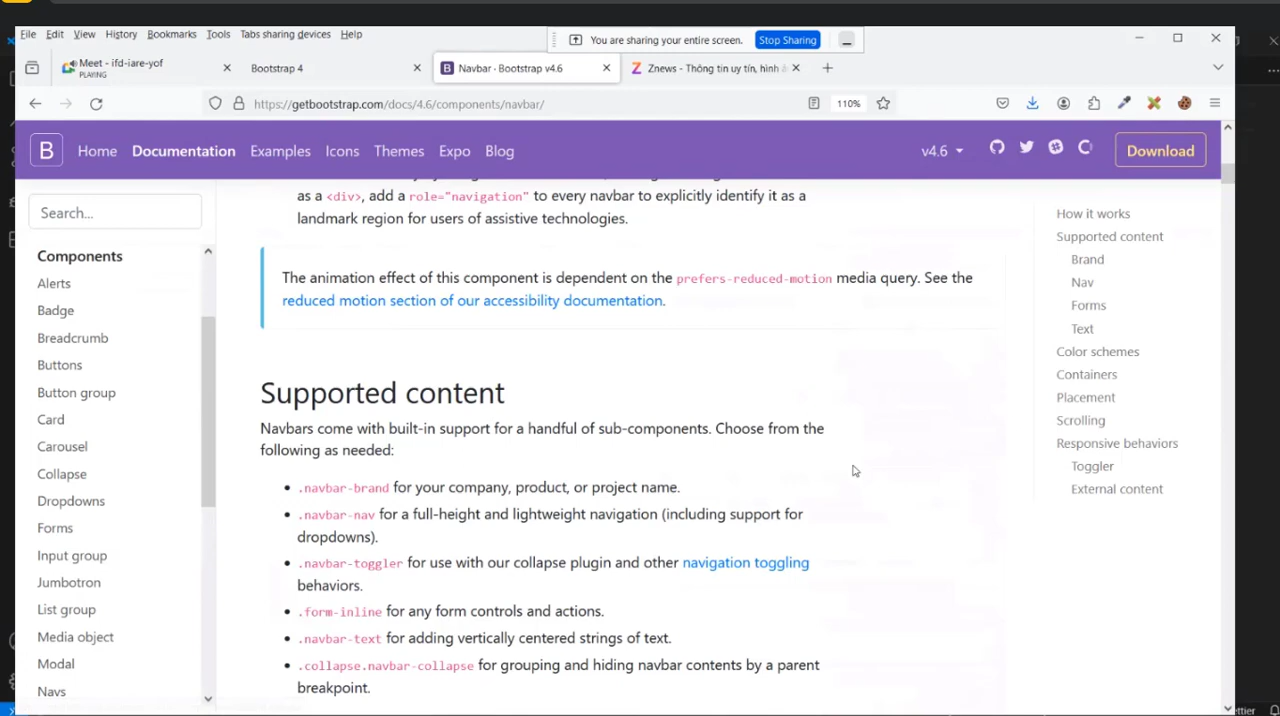 File Edit View History Bookmarks Tools Tabs sharing devices Help
You are sharing your entire screen. Stop Sharing
Meet - ifd-iare-yof
PLAYING
Bootstrap 4
Navbar · Bootstrap v4.6
Znews - Thông tin uy tín, hình ả
https://getbootstrap.com/docs/4.6/components/navbar/
110%
B Home Documentation Examples Icons Themes Expo Blog v4.6 Download
Search...
Components
Alerts
Badge
Breadcrumb
Buttons
Button group
Card
Carousel
Collapse
Dropdowns
Forms
Input group
Jumbotron
List group
Media object
Modal
Navs
as a <div>, add a role="navigation" to every navbar to explicitly identify it as a
landmark region for users of assistive technologies.
The animation effect of this component is dependent on the prefers-reduced-motion media query. See the
reduced motion section of our accessibility documentation.
Supported content
Navbars come with built-in support for a handful of sub-components. Choose from the
following as needed:
• .navbar-brand for your company, product, or project name.
• .navbar-nav for a full-height and lightweight navigation (including support for
dropdowns).
• .navbar-toggler for use with our collapse plugin and other navigation toggling
behaviors.
• .form-inline for any form controls and actions.
• .navbar-text for adding vertically centered strings of text.
• .collapse.navbar-collapse for grouping and hiding navbar contents by a parent
breakpoint.
How it works
Supported content
Brand
Nav
Forms
Text
Color schemes
Containers
Placement
Scrolling
Responsive behaviors
Toggler
External content